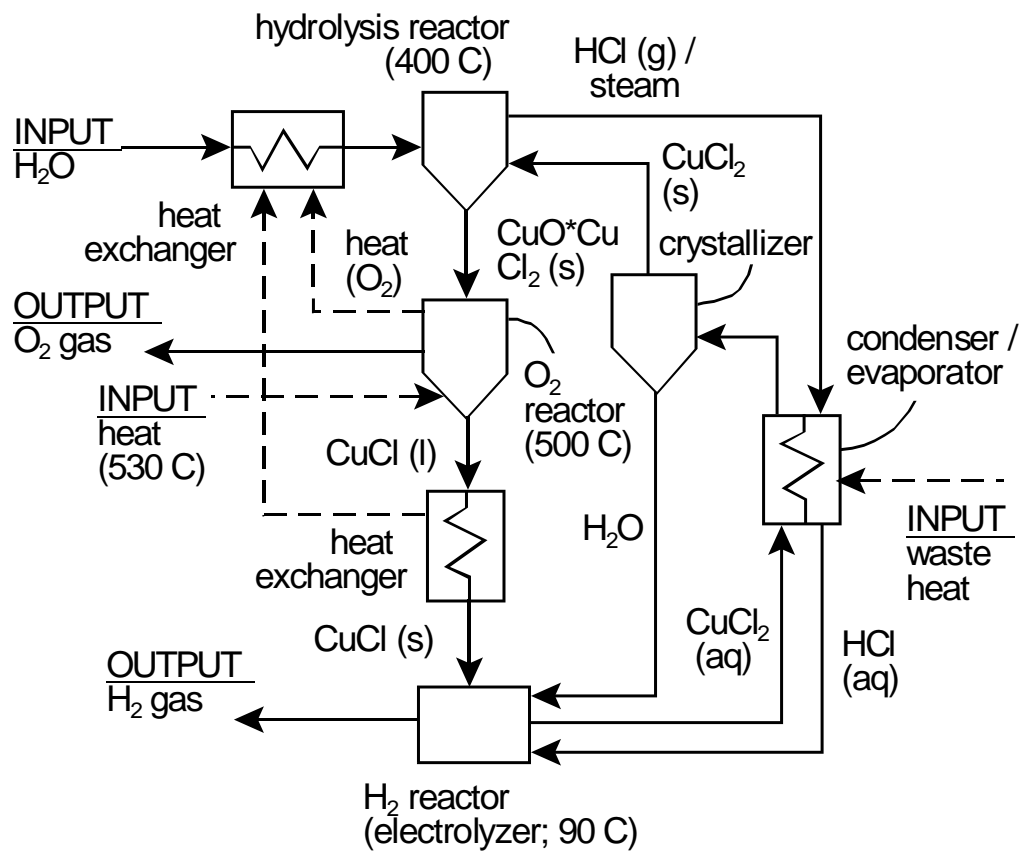 hydrolysis reactor
(400 C)
HCl (g) /
steam
INPUT
H₂O
CuCl₂
(s)
heat
exchanger
heat
(O₂)
CuO*Cu
Cl₂ (s)
crystallizer
OUTPUT
O₂ gas
condenser /
evaporator
INPUT
heat
(530 C)
O₂
reactor
(500 C)
CuCl (l)
H₂O
INPUT
waste
heat
heat
exchanger
CuCl (s)
CuCl₂
(aq)
HCl
(aq)
OUTPUT
H₂ gas
H₂ reactor
(electrolyzer; 90 C)